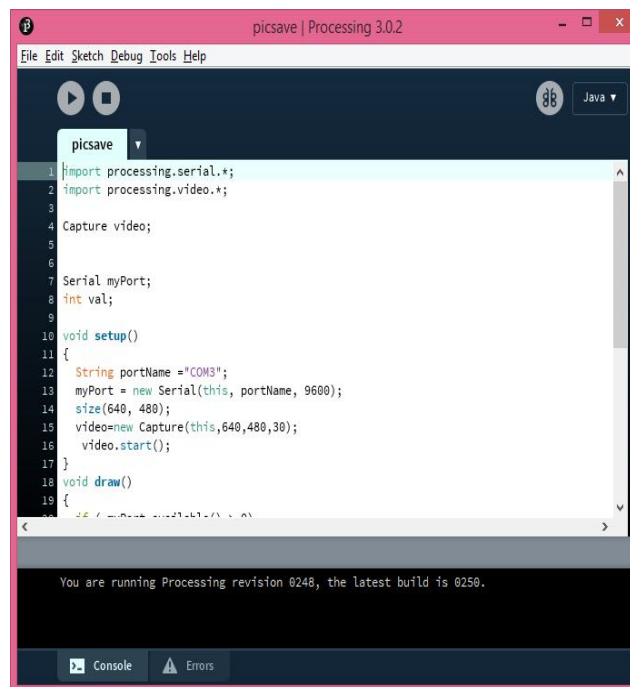 picsave | Processing 3.0.2
File Edit Sketch Debug Tools Help
Java ▼
picsave ▼
1 import processing.serial.*;
2 import processing.video.*;
3
4 Capture video;
5
6
7 Serial myPort;
8 int val;
9
10 void setup()
11 {
12 String portName ="COM3";
13 myPort = new Serial(this, portName, 9600);
14 size(640, 480);
15 video=new Capture(this,640,480,30);
16 video.start();
17 }
18 void draw()
19 {
if ( myPort.available() > 0)
You are running Processing revision 0248, the latest build is 0250.
Console Errors